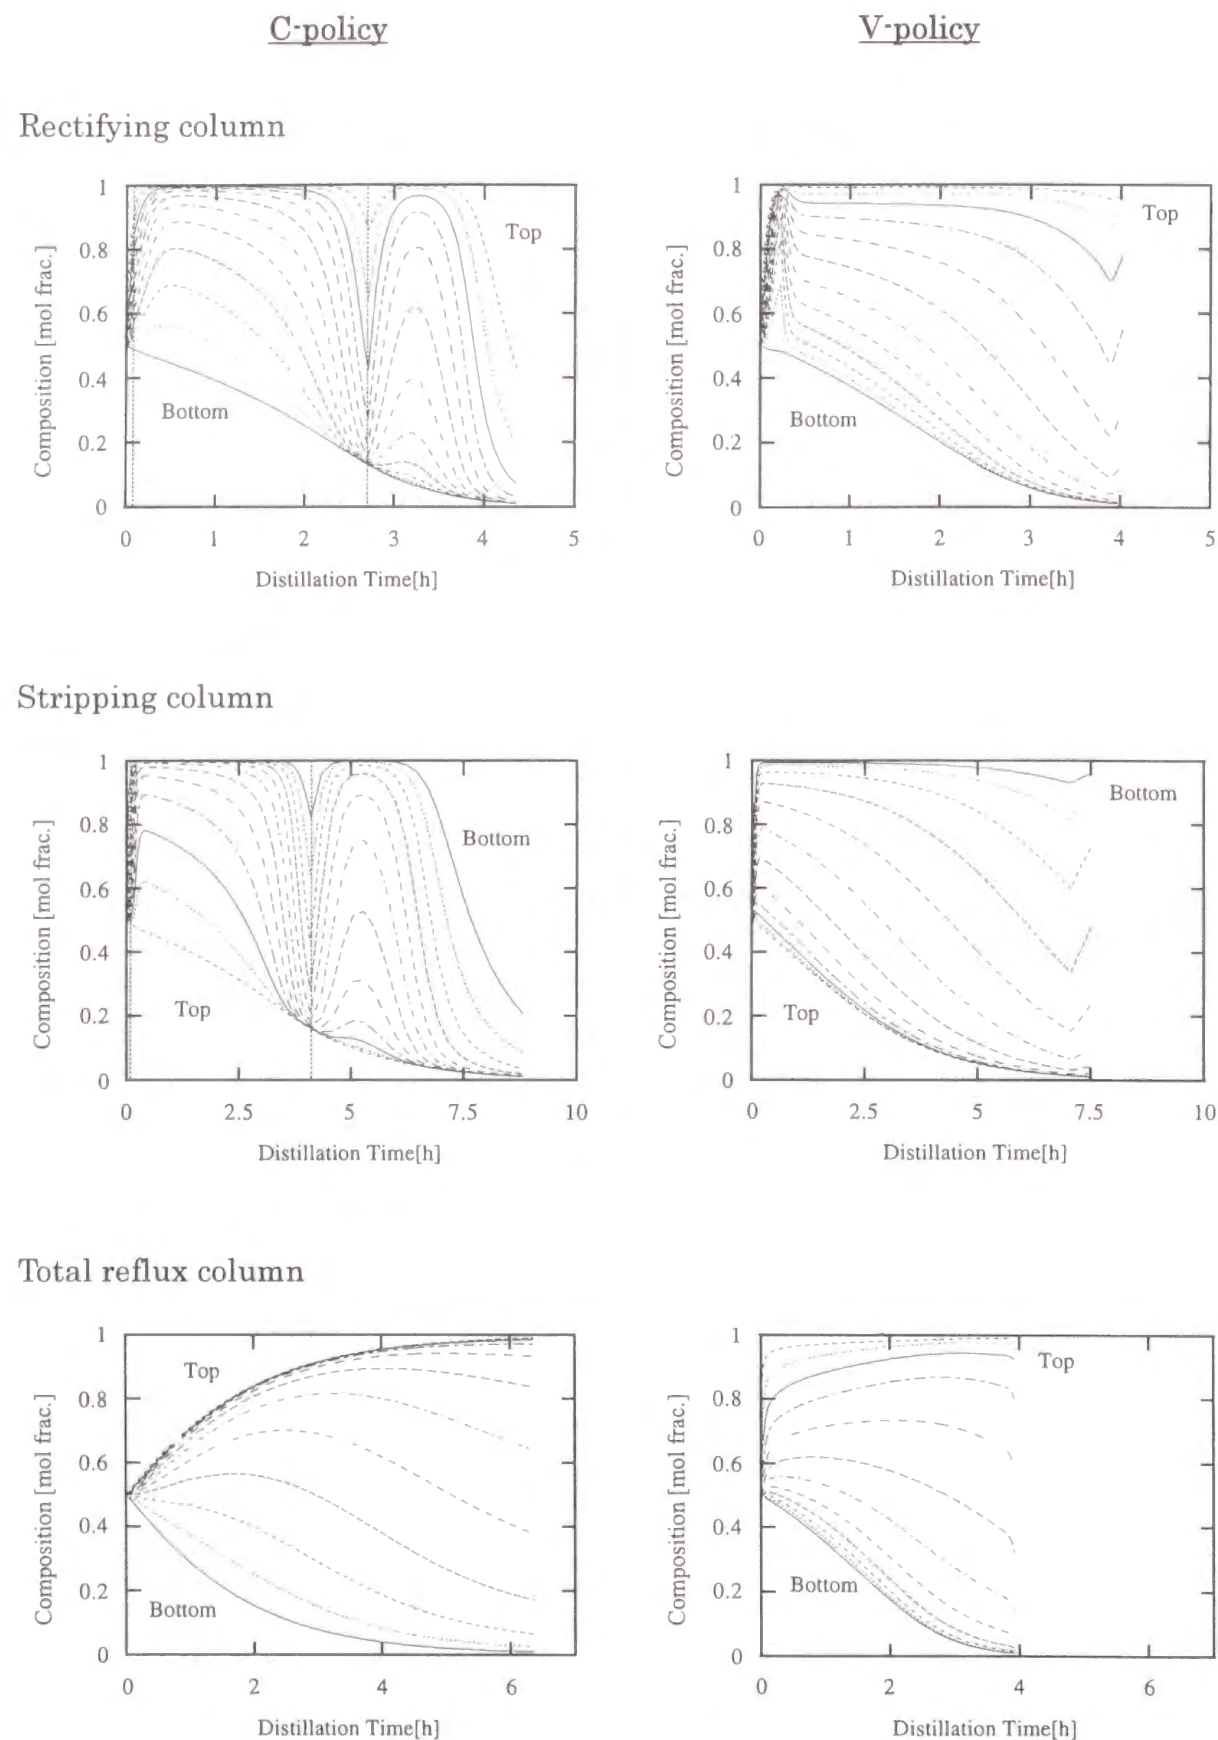 C-policy
V-policy
Rectifying column
1
0.8
0.6
0.4
0.2
0
Composition [mol frac.]
Top
Bottom
0 1 2 3 4 5
Distillation Time[h]
1
0.8
0.6
0.4
0.2
0
Composition [mol frac.]
Top
Bottom
0 1 2 3 4 5
Distillation Time[h]
Stripping column
1
0.8
0.6
0.4
0.2
0
Composition [mol frac.]
Bottom
Top
0 2.5 5 7.5 10
Distillation Time[h]
1
0.8
0.6
0.4
0.2
0
Composition [mol frac.]
Bottom
Top
0 2.5 5 7.5 10
Distillation Time[h]
Total reflux column
1
0.8
0.6
0.4
0.2
0
Composition [mol frac.]
Top
Bottom
0 2 4 6
Distillation Time[h]
1
0.8
0.6
0.4
0.2
0
Composition [mol frac.]
Top
Bottom
0 2 4 6
Distillation Time[h]